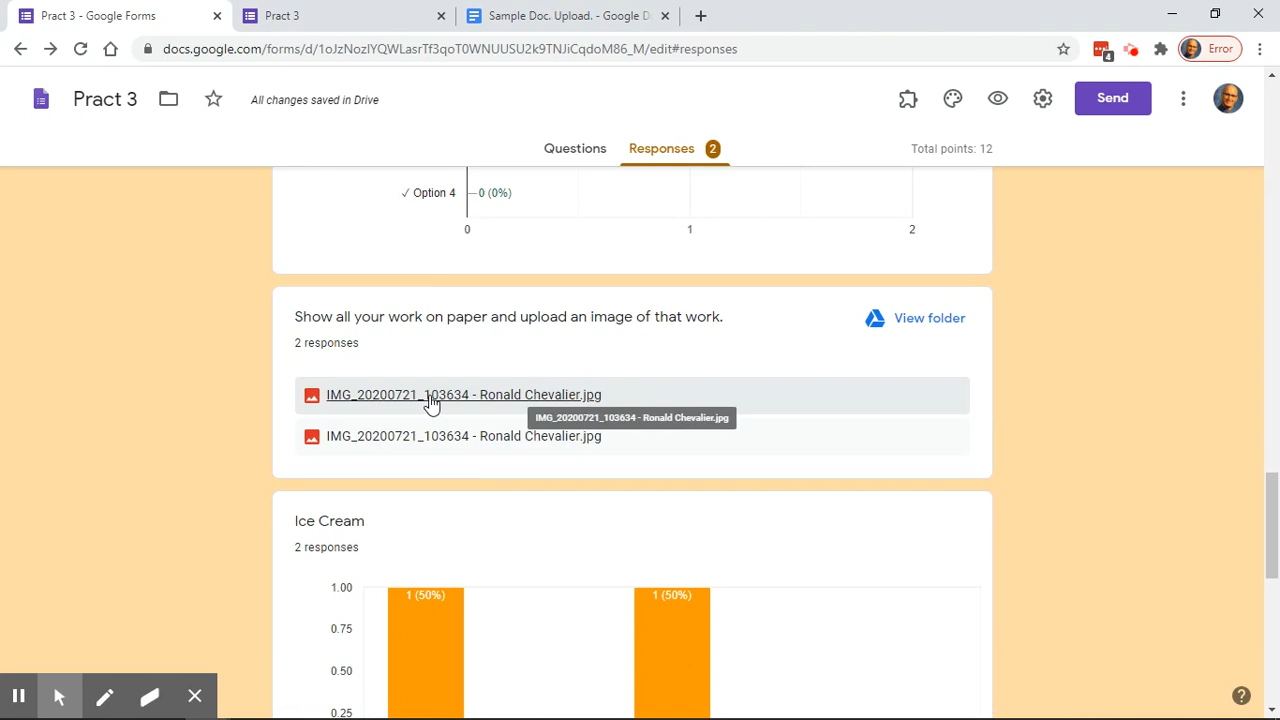 Pract 3 - Google Forms
Pract 3
Sample Doc. Upload. - Google D
docs.google.com/forms/d/1oJzNozIYQWLasrTf3qoT0WNUUSU2k9TNJiCqdoM86_M/edit#responses
4
Error
Pract 3
All changes saved in Drive
Send
Questions
Responses 2
Total points: 12
✓ Option 4
0 (0%)
0
1
2
Show all your work on paper and upload an image of that work.
View folder
2 responses
IMG_20200721_103634 - Ronald Chevalier.jpg
IMG_20200721_103634 - Ronald Chevalier.jpg
IMG_20200721_103634 - Ronald Chevalier.jpg
Ice Cream
2 responses
1.00
1 (50%)
1 (50%)
0.75
0.50
0.25